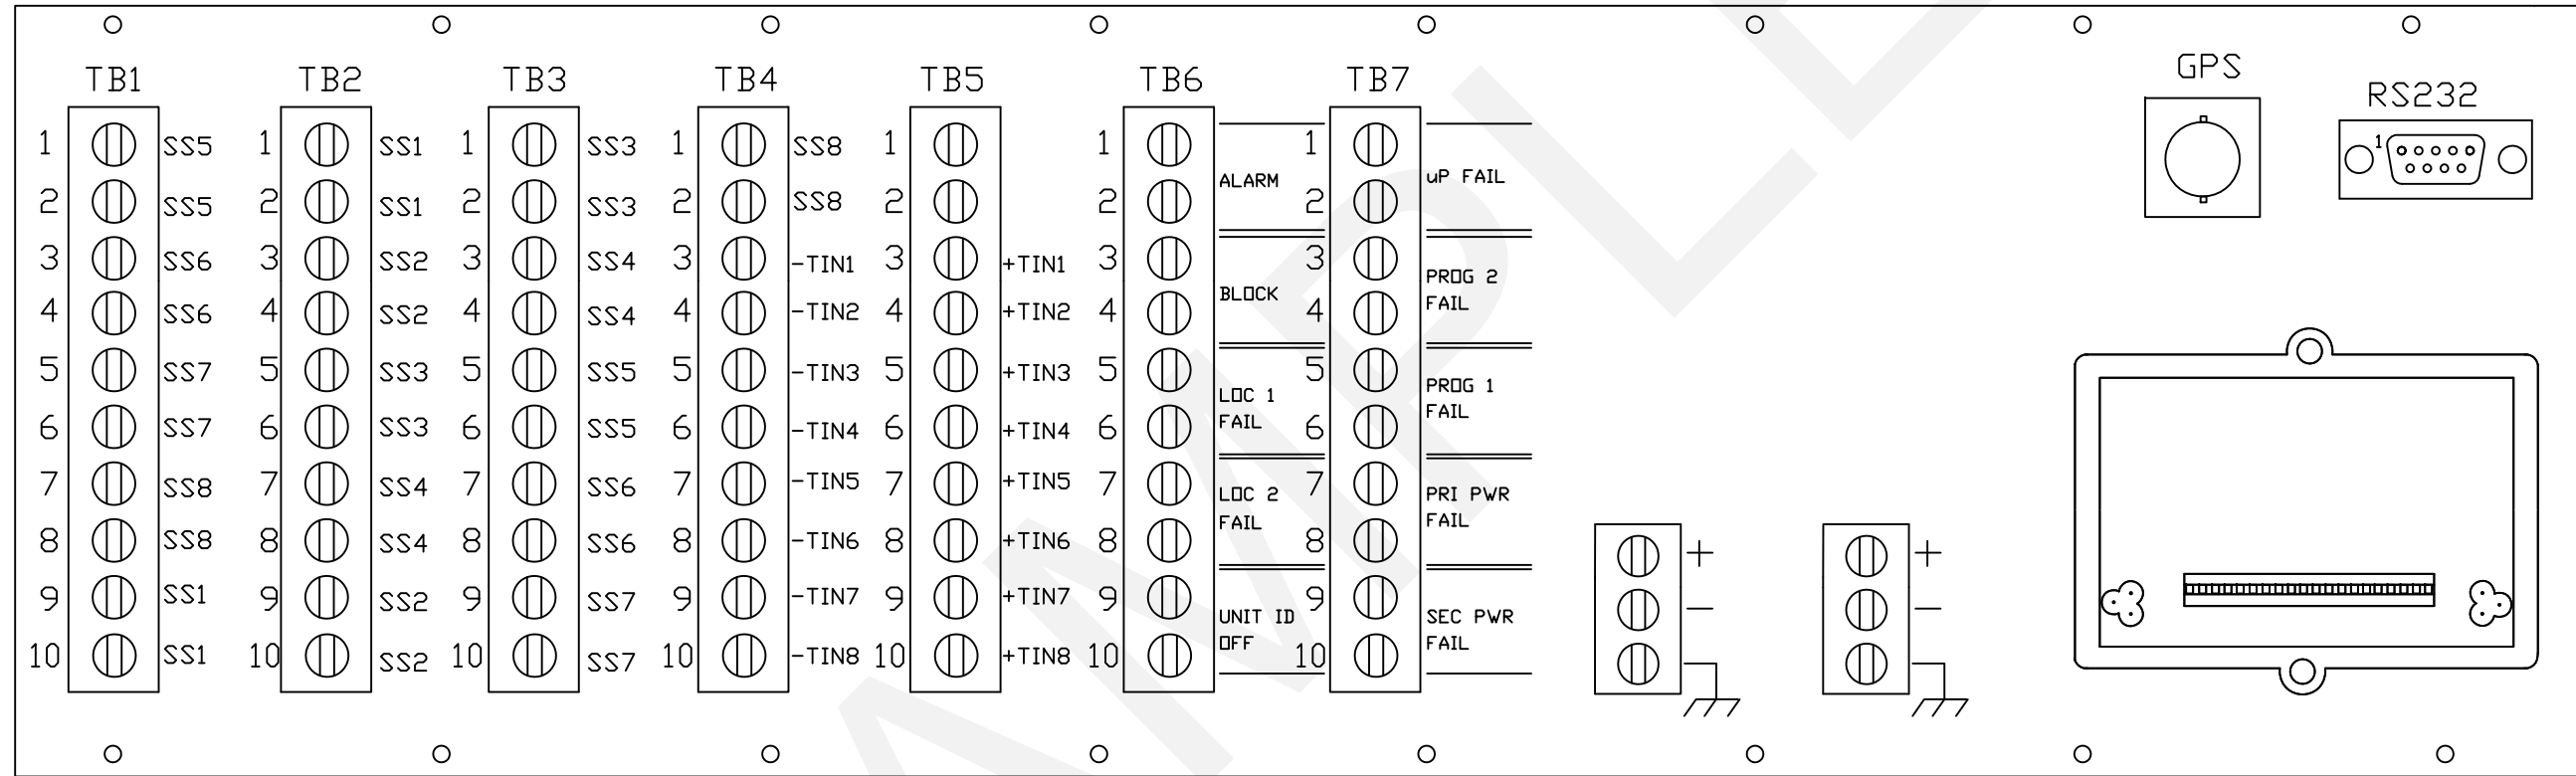 GPS
TB1 TB2 TB3 TB4 TB5 TB6 TB7
RS232
1 SS5 1 SS1 1 SS3 1 SS8 1 1 1
1
ALARM uP FAIL
2 SS5 2 SS1 2 SS3 2 SS8 2 2 2
3 SS6 3 SS2 3 SS4 3 -TIN1 3 +TIN1 3 3
BLOCK PROG 2
FAIL
4 SS6 4 SS2 4 SS4 4 -TIN2 4 +TIN2 4 4
5 SS7 5 SS3 5 SS5 5 -TIN3 5 +TIN3 5 5
LOC 1 PROG 1
FAIL FAIL
6 SS7 6 SS3 6 SS5 6 -TIN4 6 +TIN4 6 6
7 SS8 7 SS4 7 SS6 7 -TIN5 7 +TIN5 7 7
LOC 2 PRI PWR
FAIL FAIL
8 SS8 8 SS4 8 SS6 8 -TIN6 8 +TIN6 8 8
+ +
9 SS1 9 SS2 9 SS7 9 -TIN7 9 +TIN7 9 9
− −
UNIT ID SEC PWR
OFF FAIL
10 SS1 10 SS2 10 SS7 10 -TIN8 10 +TIN8 10 10